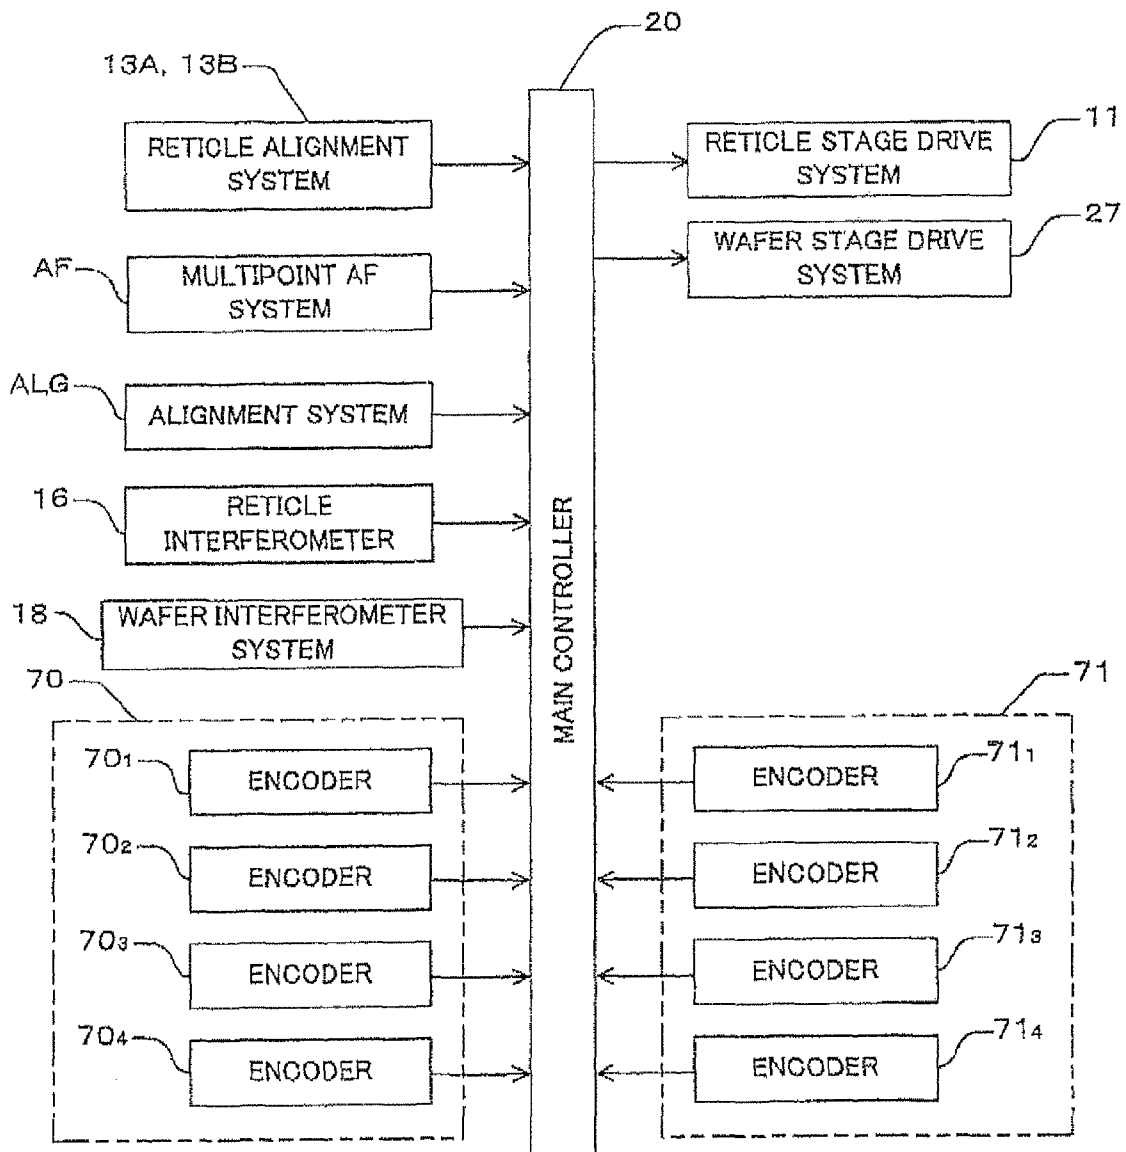 20
13A, 13B
RETICLE ALIGNMENT
SYSTEM
RETICLE STAGE DRIVE
SYSTEM
11
WAFER STAGE DRIVE
SYSTEM
27
AF
MULTIPOINT AF
SYSTEM
ALG
ALIGNMENT SYSTEM
16
RETICLE
INTERFEROMETER
18
WAFER INTERFEROMETER
SYSTEM
MAIN CONTROLLER
70
70₁
ENCODER
70₂
ENCODER
70₃
ENCODER
70₄
ENCODER
71
ENCODER
71₁
ENCODER
71₂
ENCODER
71₃
ENCODER
71₄